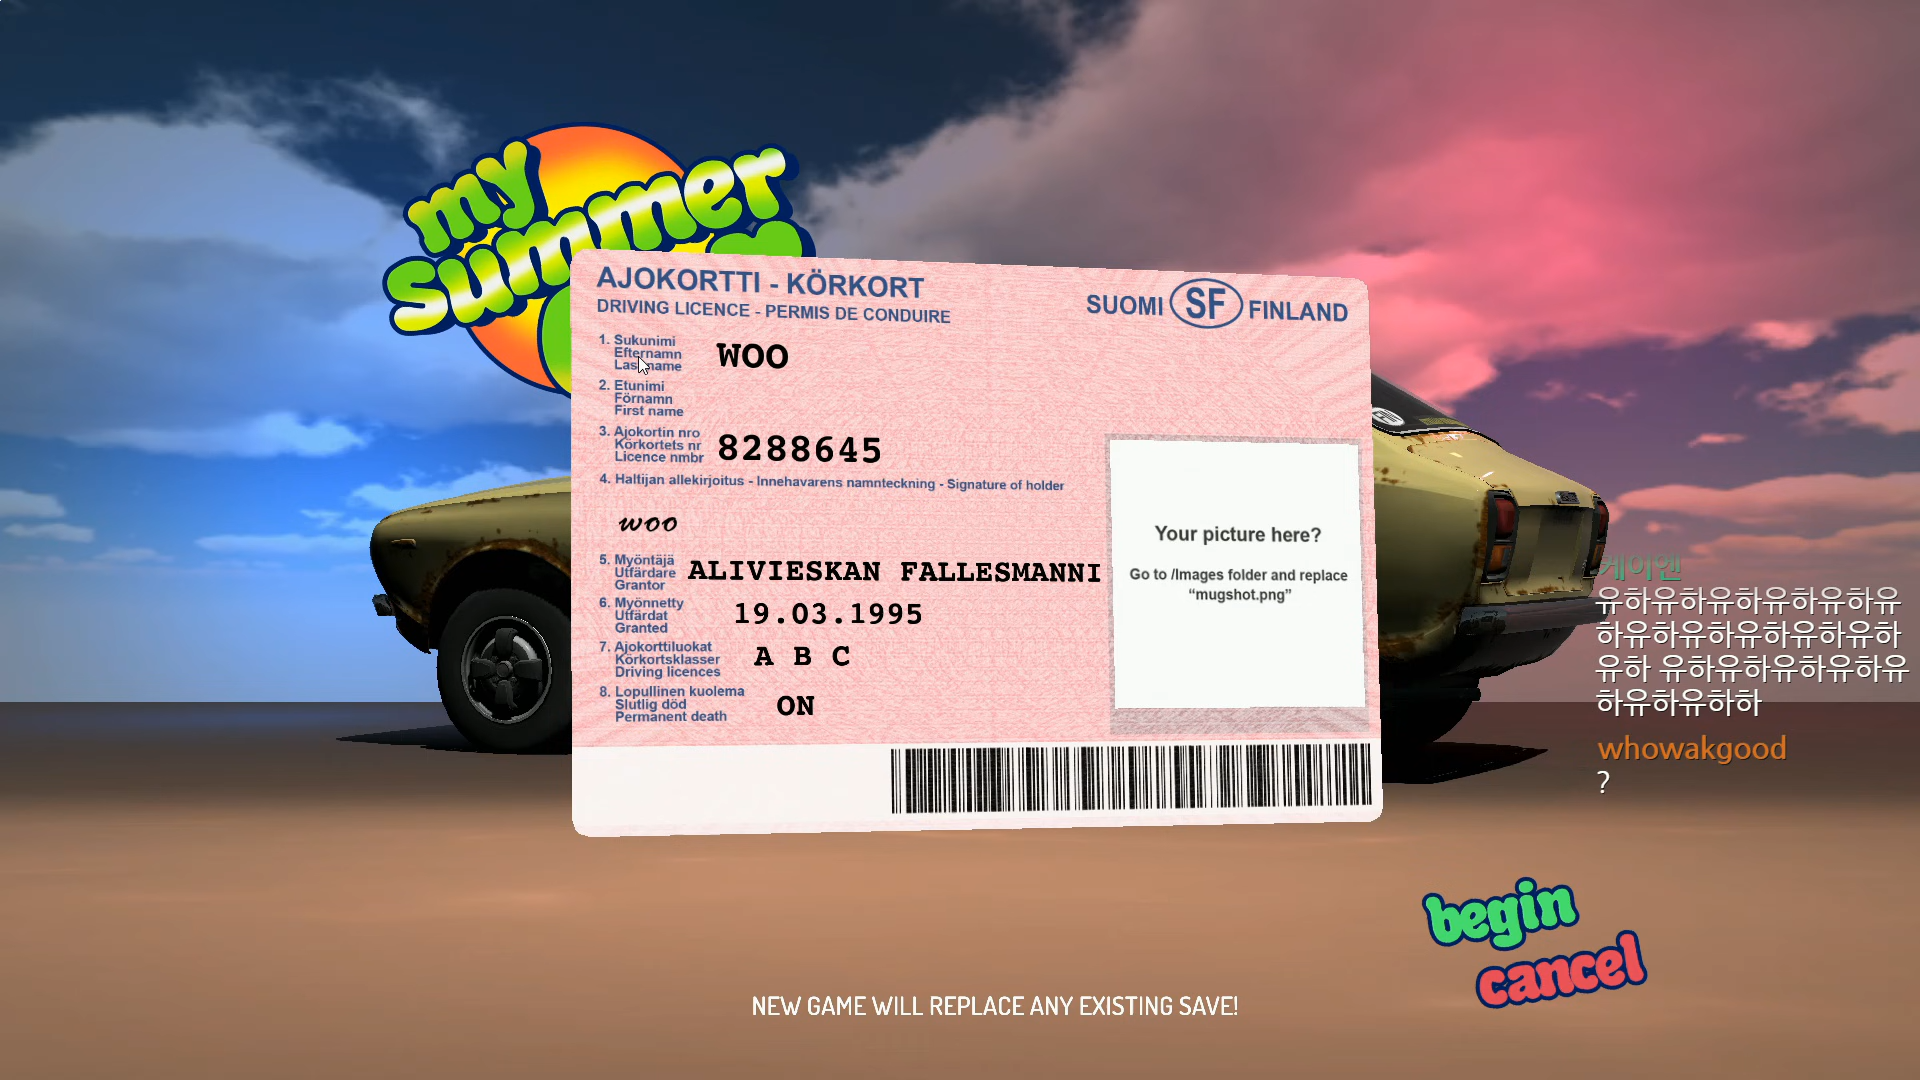 my
summer
AJOKORTTI - KÖRKORT
DRIVING LICENCE - PERMIS DE CONDUIRE
SUOMI SF FINLAND
1. Sukunimi
Efternamn
Last name
WOO
2. Etunimi
Förnamn
First name
3. Ajokortin nro
Körkortets nr
Licence nmbr
8288645
4. Haltijan allekirjoitus - Innehavarens namnteckning - Signature of holder
woo
5. Myöntäjä
Utfärdare
Grantor
ALIVIESKAN FALLESMANNI
6. Myönnetty
Utfärdat
Granted
19.03.1995
7. Ajokorttiluokat
Körkortsklasser
Driving licences
A B C
8. Lopullinen kuolema
Slutlig död
Permanent death
ON
Your picture here?
Go to /Images folder and replace
“mugshot.png”
케이엔
유하유하유하유하유하유
하유하유하유하유하유하
유하 유하유하유하유하유
하유하유하하
whowakgood
?
begin
cancel
NEW GAME WILL REPLACE ANY EXISTING SAVE!